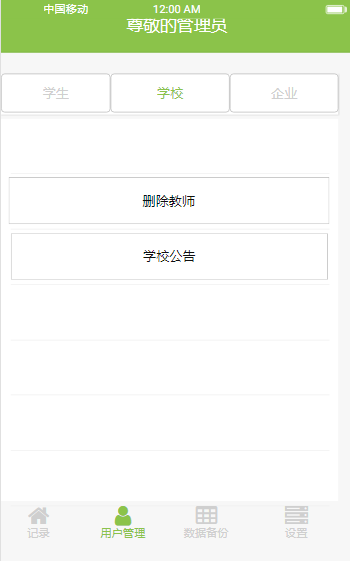 中国移动 12:00 AM
尊敬的管理员
学生 学校 企业
删除教师
学校公告
记录 用户管理 数据备份 设置